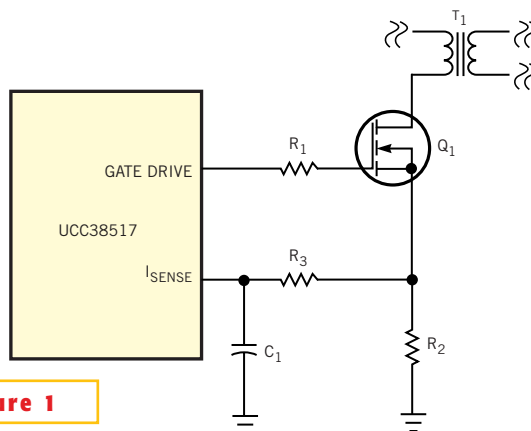 T1
R1
Q1
GATE DRIVE
UCC38517
ISENSE
R3
R2
C1
ure 1